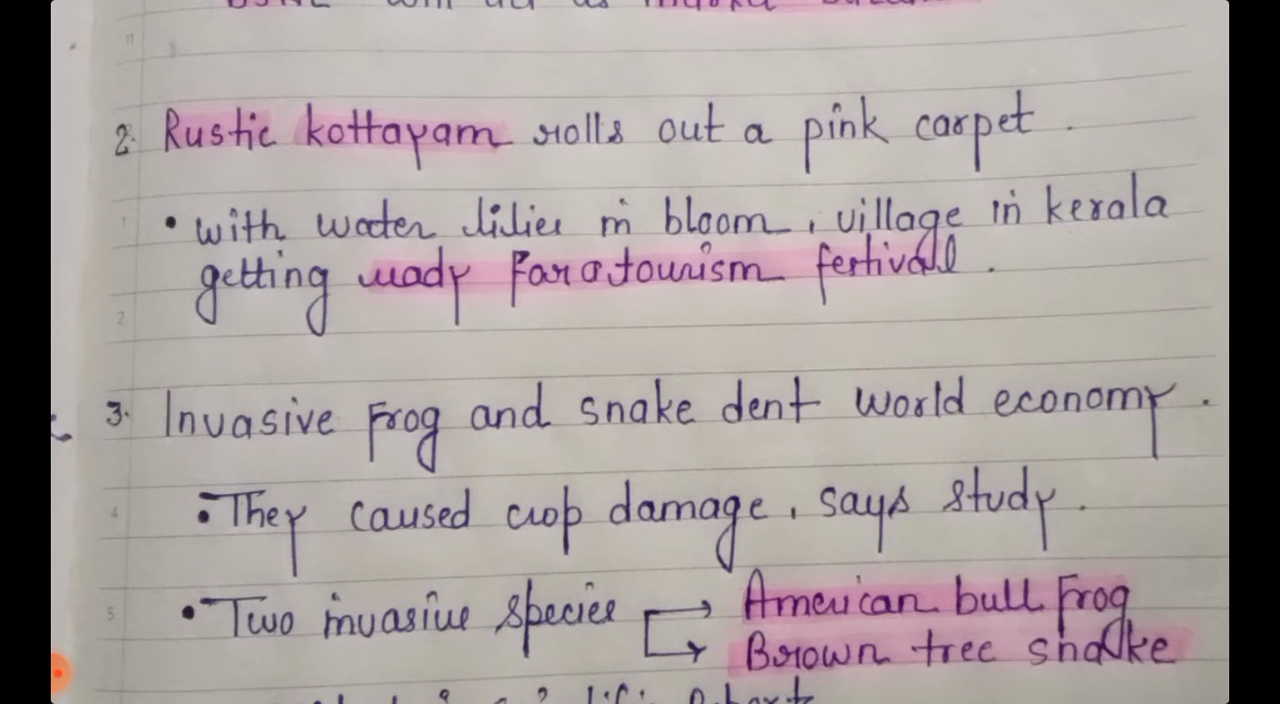 2. Rustic kottayam rolls out a pink carpet.
• with water lilies in bloom, village in kerala
getting ready for a tourism festival.
3. Invasive Frog and snake dent world economy.
• They caused crop damage, says study.
• Two invasive species → American bull frog
→ Brown tree snake